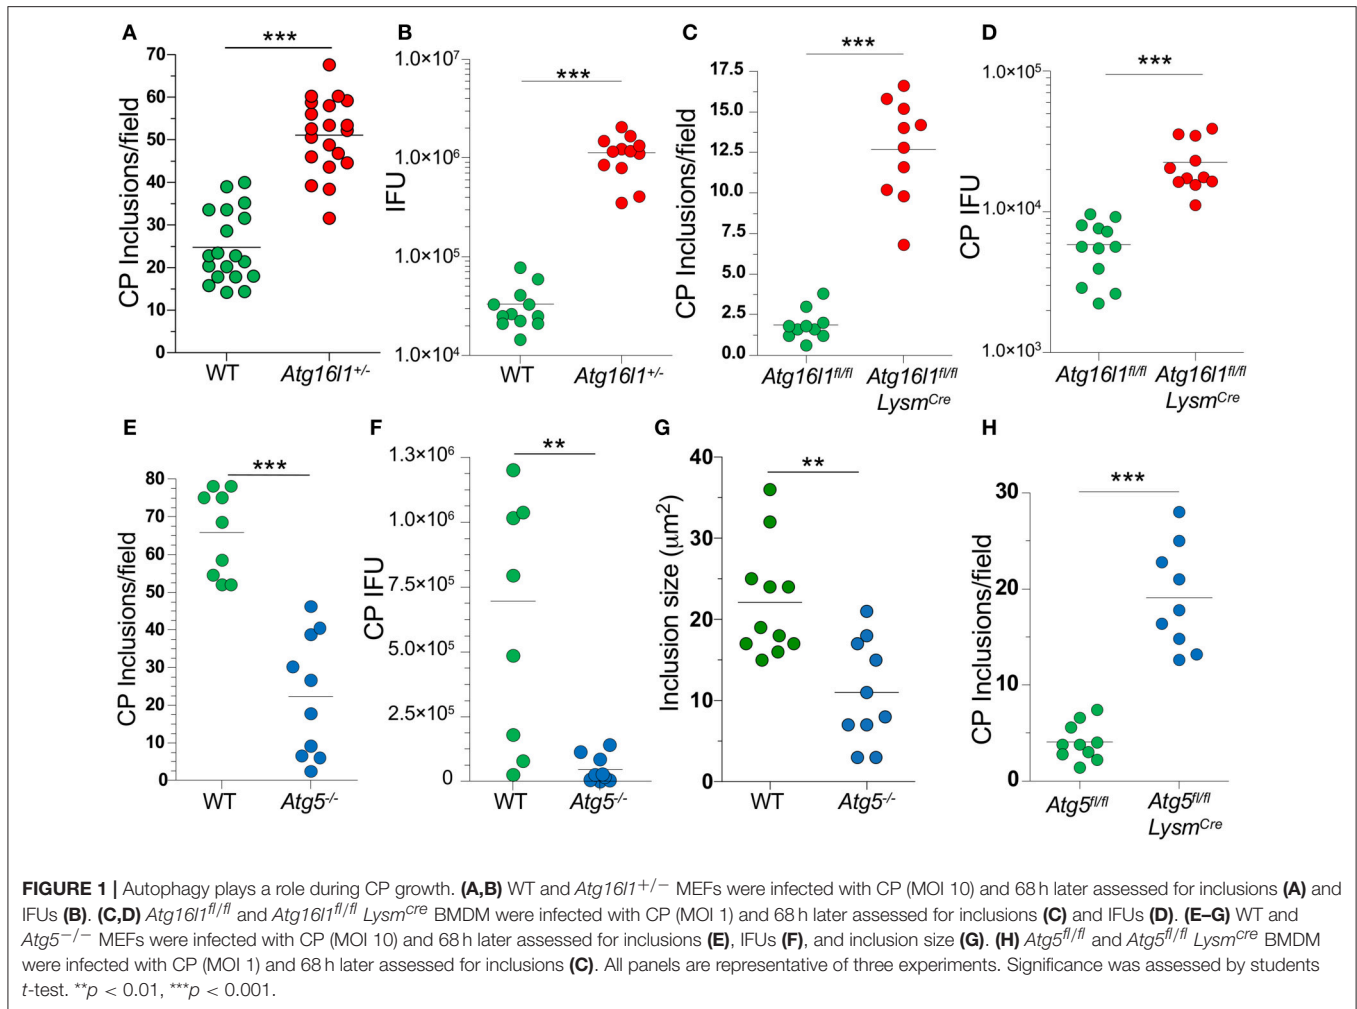 A
***
CP Inclusions/field
70
60
50
40
30
20
10
0
WT
Atg16l1+/-
B
***
IFU
1.0×10⁷
1.0×10⁶
1.0×10⁵
1.0×10⁴
WT
Atg16l1+/-
C
***
CP Inclusions/field
17.5
15.0
12.5
10.0
7.5
5.0
2.5
0.0
Atg16l1fl/fl
Atg16l1fl/fl
LysmCre
D
***
CP IFU
1.0×10⁵
1.0×10⁴
1.0×10³
Atg16l1fl/fl
Atg16l1fl/fl
LysmCre
E
***
CP Inclusions/field
80
70
60
50
40
30
20
10
0
WT
Atg5-/-
F
**
CP IFU
1.3×10⁶
1.0×10⁶
7.5×10⁵
5.0×10⁵
2.5×10⁵
0
WT
Atg5-/-
G
**
Inclusion size (μm²)
40
30
20
10
0
WT
Atg5-/-
H
***
CP Inclusions/field
30
20
10
0
Atg5fl/fl
Atg5fl/fl
LysmCre
FIGURE 1 | Autophagy plays a role during CP growth. (A,B) WT and Atg16l1+/− MEFs were infected with CP (MOI 10) and 68 h later assessed for inclusions (A) and
IFUs (B). (C,D) Atg16l1fl/fl and Atg16l1fl/fl Lysmcre BMDM were infected with CP (MOI 1) and 68 h later assessed for inclusions (C) and IFUs (D). (E–G) WT and
Atg5−/− MEFs were infected with CP (MOI 10) and 68 h later assessed for inclusions (E), IFUs (F), and inclusion size (G). (H) Atg5fl/fl and Atg5fl/fl Lysmcre BMDM
were infected with CP (MOI 1) and 68 h later assessed for inclusions (C). All panels are representative of three experiments. Significance was assessed by students
t-test. **p < 0.01, ***p < 0.001.